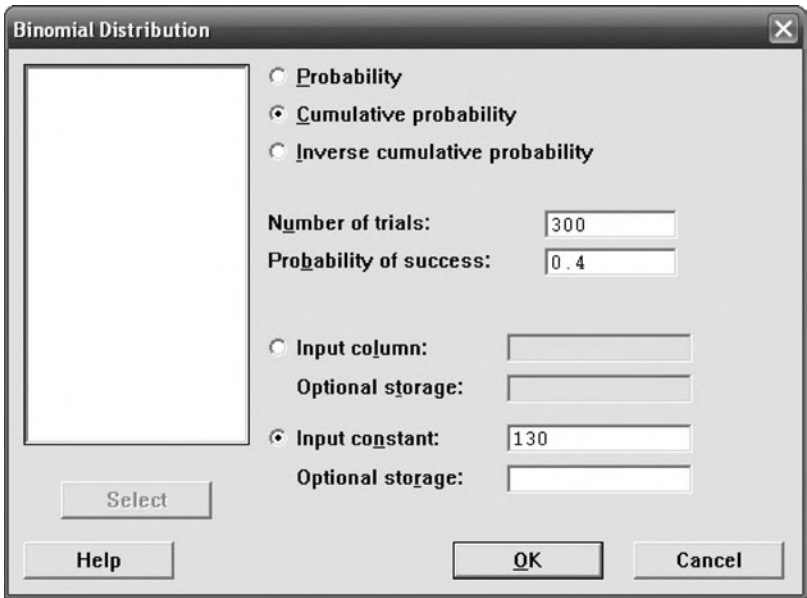 Binomial Distribution
Probability
Cumulative probability
Inverse cumulative probability
Number of trials: 300
Probability of success: 0.4
Input column:
Optional storage:
Input constant: 130
Optional storage:
Select
Help
OK
Cancel